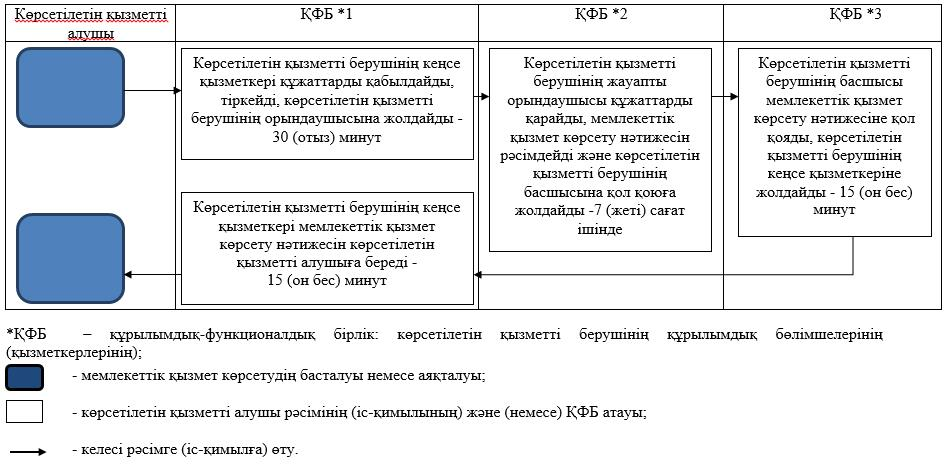 Көрсетілетін қызметті
алушы
ҚФБ *1
ҚФБ *2
ҚФБ *3
Көрсетілетін қызметті берушінің кеңсе
қызметкері құжаттарды қабылдайды,
тіркейді, көрсетілетін қызметті
берушінің орындаушысына жолдайды -
30 (отыз) минут
Көрсетілетін қызметті
берушінің жауапты
орындаушысы құжаттарды
қарайды, мемлекеттік
қызмет көрсету нәтижесін
рәсімдейді және көрсетілетін
қызметті берушінің
басшысына қол қоюға
жолдайды -7 (жеті) сағат
ішінде
Көрсетілетін қызметті
берушінің басшысы
мемлекеттік қызмет
көрсету нәтижесіне қол
қояды, көрсетілетін
қызметті берушінің
кеңсе қызметкеріне
жолдайды - 15 (он бес)
минут
Көрсетілетін қызметті берушінің кеңсе
қызметкері мемлекеттік қызмет
көрсету нәтижесін көрсетілетін
қызметті алушыға береді -
15 (он бес) минут
*ҚФБ – құрылымдық-функционалдық бірлік: көрсетілетін қызметті берушінің құрылымдық бөлімшелерінің
(қызметкерлерінің);
- мемлекеттік қызмет көрсетудің басталуы немесе аяқталуы;
- көрсетілетін қызметті алушы рәсімінің (іс-қимылының) және (немесе) ҚФБ атауы;
- келесі рәсімге (іс-қимылға) өту.